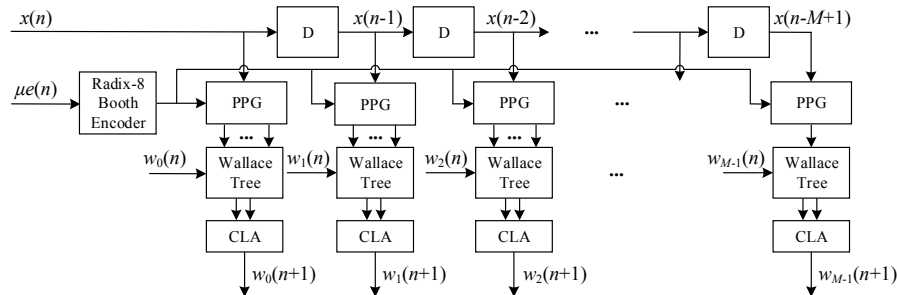 x(n) D x(n-1) D x(n-2) ... D x(n-M+1)
μe(n) Radix-8 Booth Encoder PPG PPG PPG ... PPG
... ... ...
w0(n) Wallace Tree w1(n) Wallace Tree w2(n) Wallace Tree ... wM-1(n) Wallace Tree
CLA CLA CLA CLA
w0(n+1) w1(n+1) w2(n+1) wM-1(n+1)